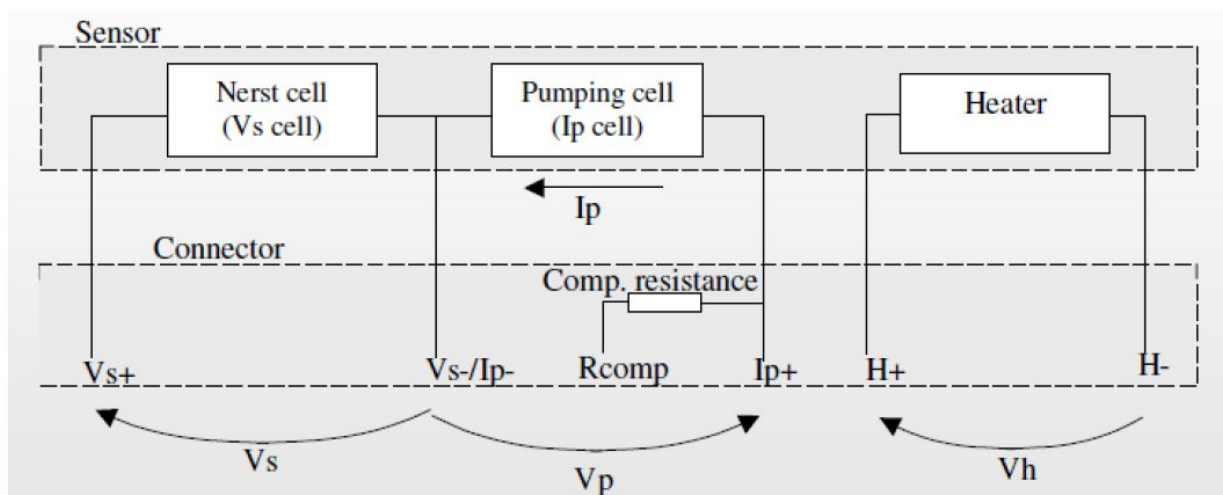 Sensor
Nerst cell
(Vs cell)
Pumping cell
(Ip cell)
Heater
Ip
Connector
Comp. resistance
Vs+
Vs-/Ip-
Rcomp
Ip+
H+
H-
Vs
Vp
Vh